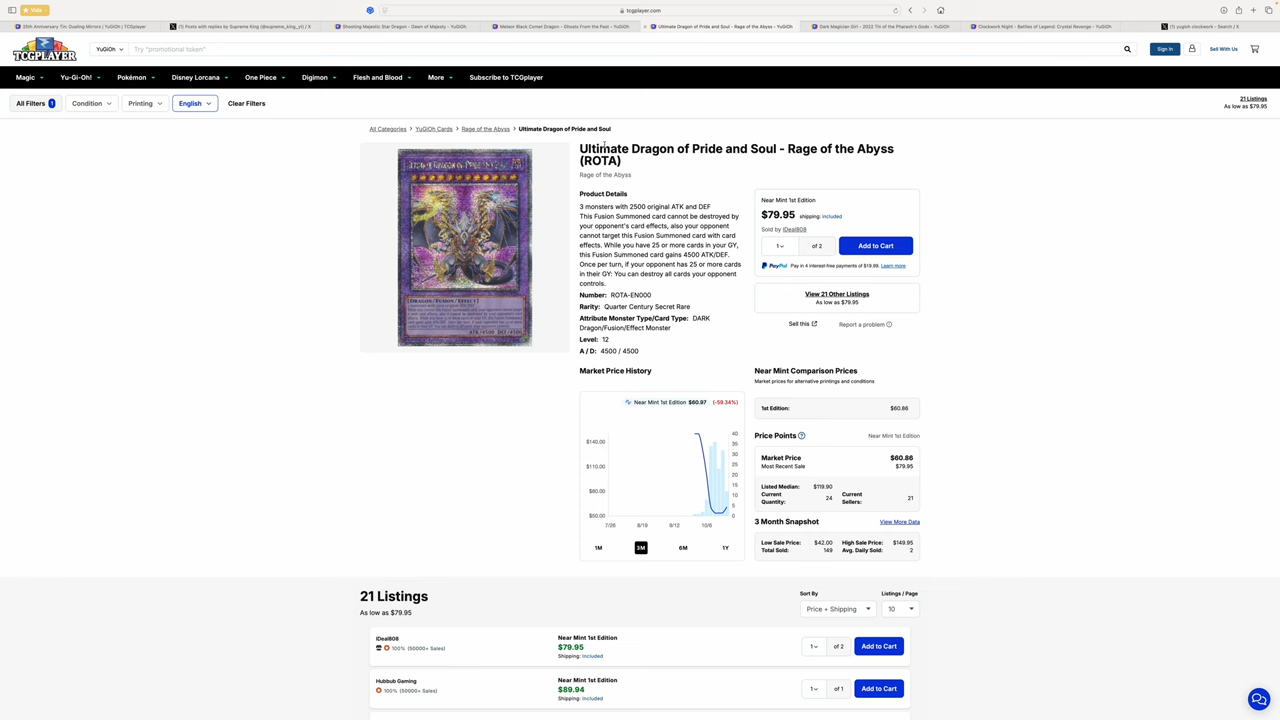 Vids
tcgplayer.com
25th Anniversary Tin: Dueling Mirrors | YuGiOh | TCGplayer
(1) Posts with replies by Supreme King (@supreme_king_yt) / X
Shooting Majestic Star Dragon - Dawn of Majesty - YuGiOh
Meteor Black Comet Dragon - Ghosts From the Past - YuGiOh
Ultimate Dragon of Pride and Soul - Rage of the Abyss - YuGiOh
Dark Magician Girl - 2022 Tin of the Pharaoh's Gods - YuGiOh
Clockwork Night - Battles of Legend: Crystal Revenge - YuGiOh
(1) yugioh clockwork - Search / X
TCGPLAYER
YuGiOh
Try "promotional token"
Sign In
Sell With Us
Magic
Yu-Gi-Oh!
Pokémon
Disney Lorcana
One Piece
Digimon
Flesh and Blood
More
Subscribe to TCGplayer
All Filters 1
Condition
Printing
English
Clear Filters
21 Listings
As low as $79.95
All Categories > YuGiOh Cards > Rage of the Abyss > Ultimate Dragon of Pride and Soul
Ultimate Dragon of Pride and Soul - Rage of the Abyss
(ROTA)
Rage of the Abyss
Product Details
3 monsters with 2500 original ATK and DEF
This Fusion Summoned card cannot be destroyed by
your opponent's card effects, also your opponent
cannot target this Fusion Summoned card with card
effects. While you have 25 or more cards in your GY,
this Fusion Summoned card gains 4500 ATK/DEF.
Once per turn, if your opponent has 25 or more cards
in their GY: You can destroy all cards your opponent
controls.
Number: ROTA-EN000
Rarity: Quarter Century Secret Rare
Attribute Monster Type/Card Type: DARK
Dragon/Fusion/Effect Monster
Level: 12
A / D: 4500 / 4500
Near Mint 1st Edition
$79.95 shipping: included
Sold by iDeal808
1
of 2
Add to Cart
PayPal Pay in 4 interest-free payments of $19.99. Learn more
View 21 Other Listings
As low as $79.95
Sell this
Report a problem
Market Price History
Near Mint 1st Edition $60.97 (-59.34%)
$140.00
$110.00
$80.00
$50.00
40
35
30
25
20
15
10
5
0
7/26
8/19
9/12
10/6
1M
3M
6M
1Y
Near Mint Comparison Prices
Market prices for alternative printings and conditions
1st Edition: $60.86
Price Points
Near Mint 1st Edition
Market Price $60.86
Most Recent Sale $79.95
Listed Median: $119.90
Current Quantity: 24
Current Sellers: 21
3 Month Snapshot
View More Data
Low Sale Price: $42.00 High Sale Price: $149.95
Total Sold: 149 Avg. Daily Sold: 2
21 Listings
As low as $79.95
Sort By
Price + Shipping
Listings / Page
10
iDeal808
100% (50000+ Sales)
Near Mint 1st Edition
$79.95
Shipping: included
1
of 2
Add to Cart
Hubbub Gaming
100% (50000+ Sales)
Near Mint 1st Edition
$89.94
Shipping: included
1
of 1
Add to Cart